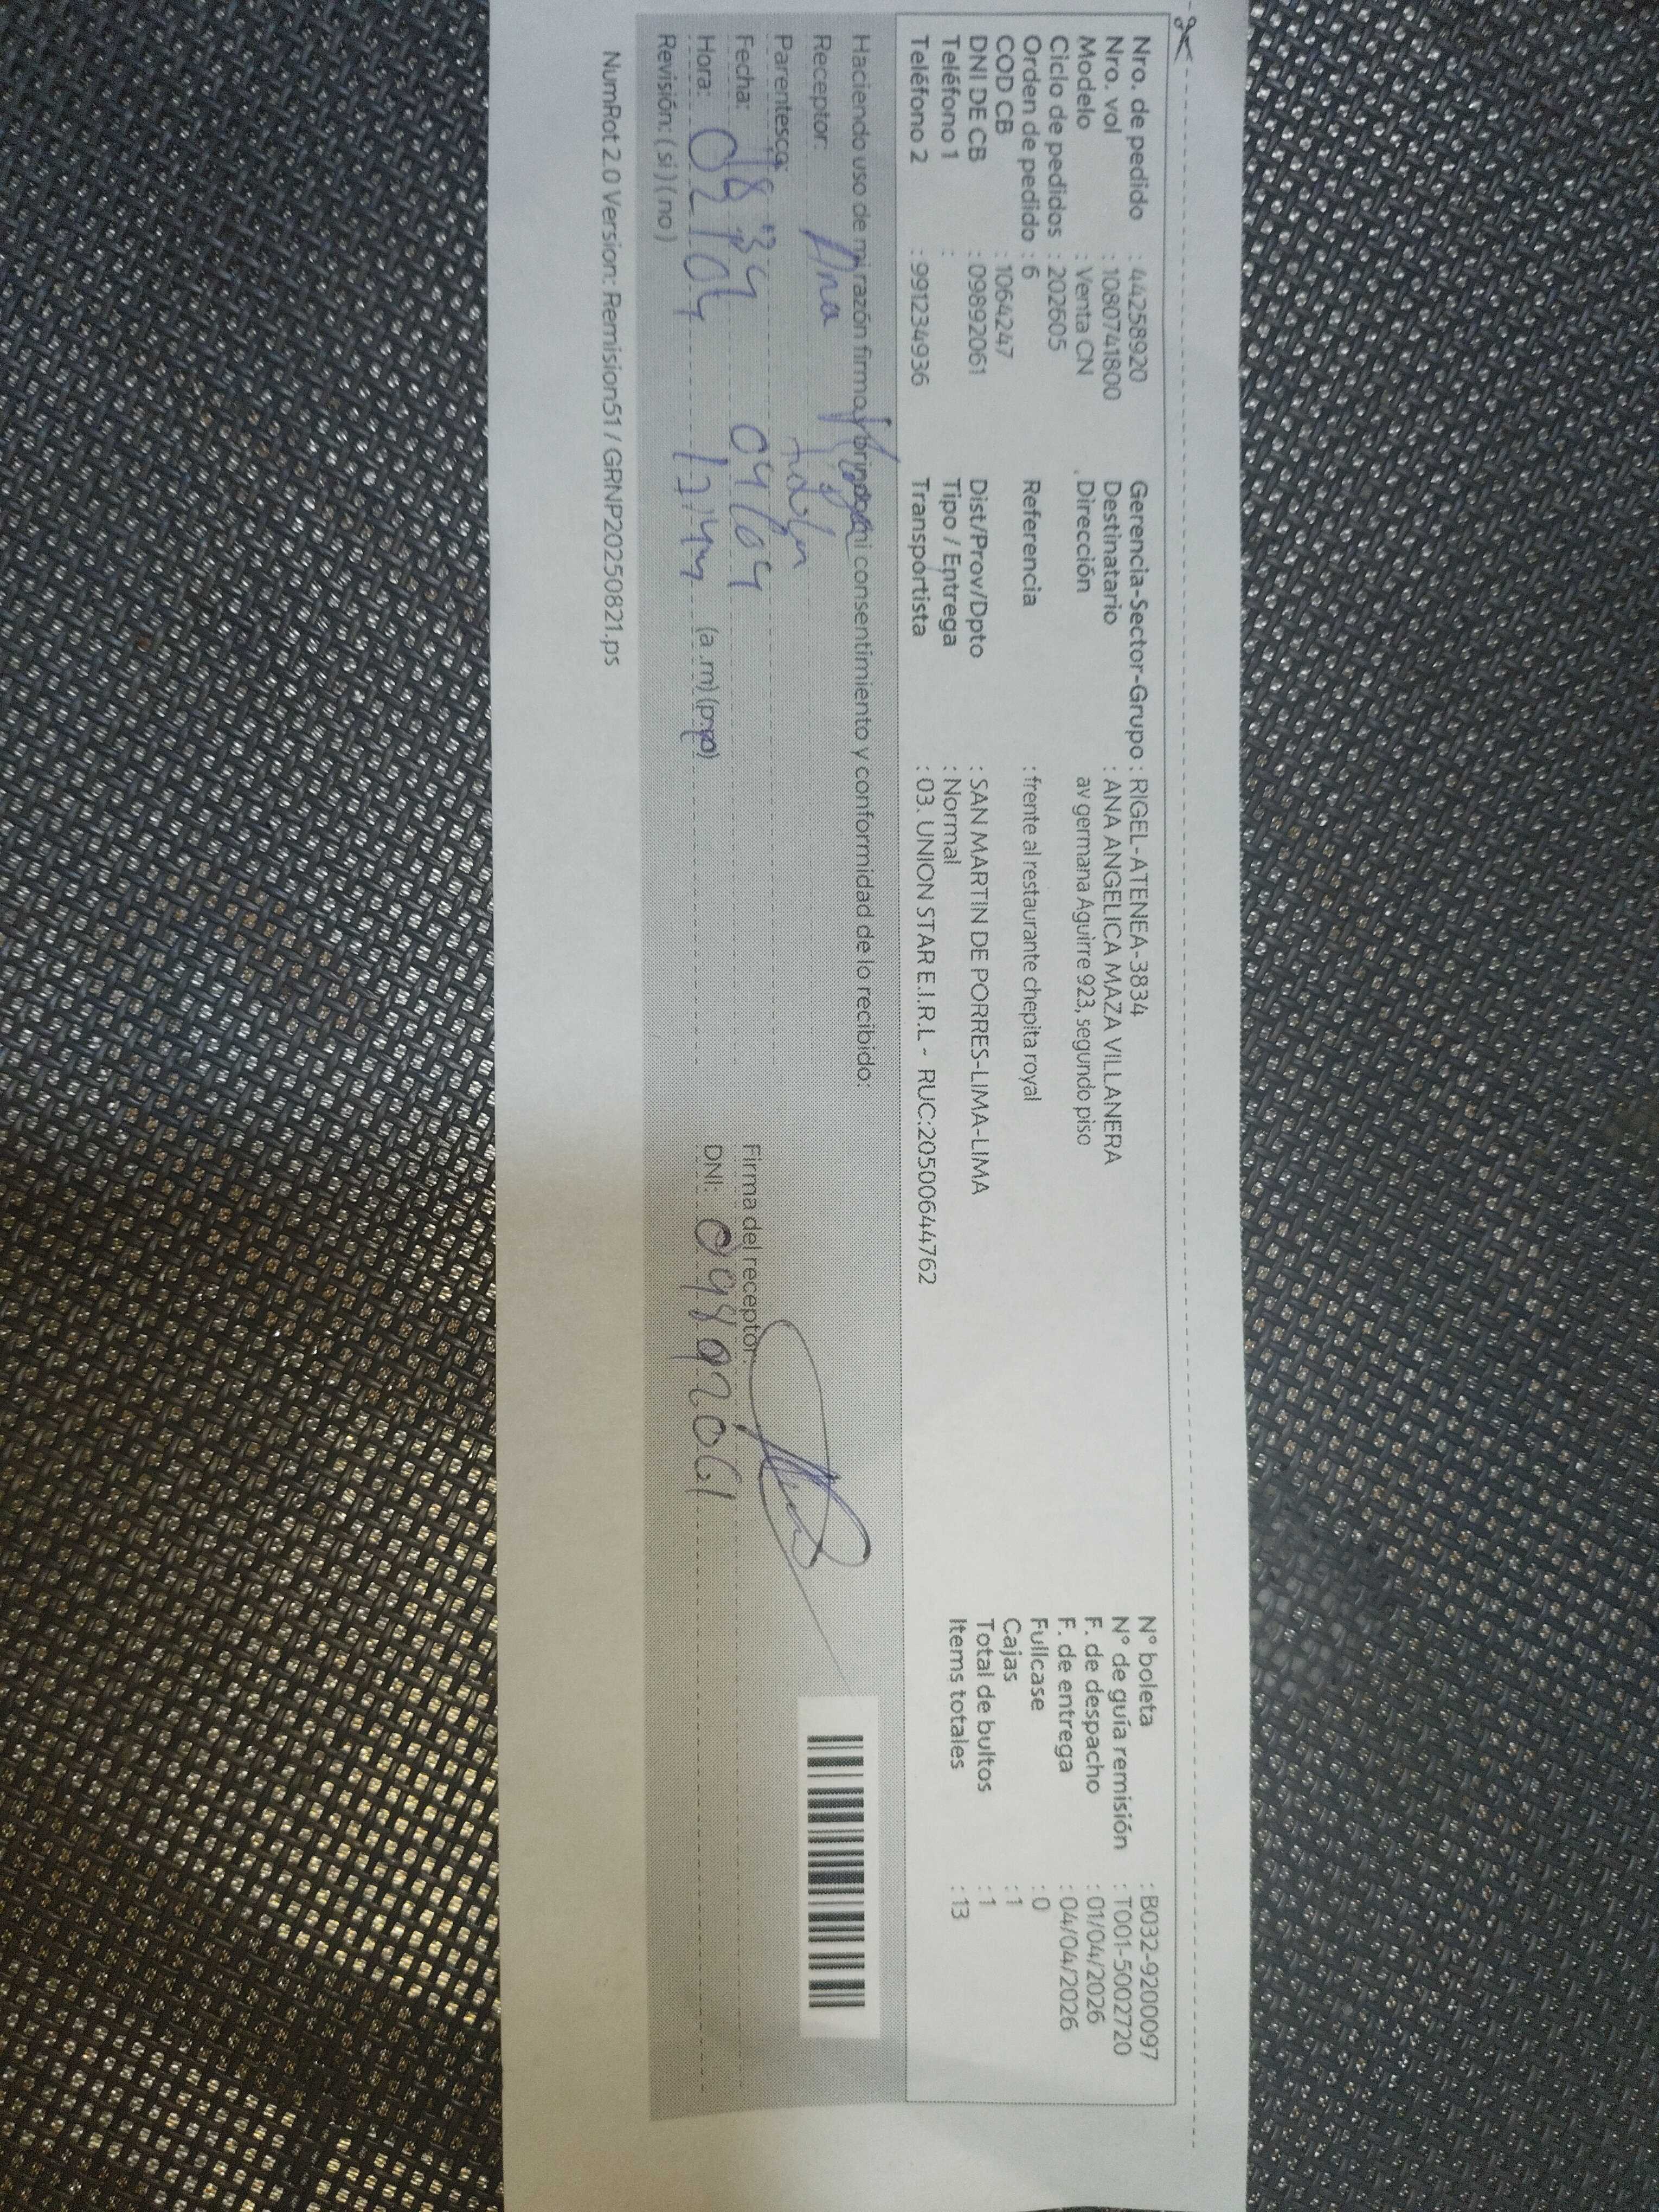 Nro. de pedido : 44258920
Nro. vol : 1080741800
Modelo : Venta CN
Ciclo de pedidos : 202605
Orden de pedido : 6
COD CB : 1064247
DNI DE CB : 09892061
Teléfono 1 :
Teléfono 2 : 991234936
Gerencia-Sector-Grupo : RIGEL-ATENEA-3834
Destinatario : ANA ANGELICA MAZA VILLANERA
Dirección av germana Aguirre 923, segundo piso
Referencia : frente al restaurante chepita royal
Dist/Prov/Dpto : SAN MARTIN DE PORRES-LIMA-LIMA
Tipo / Entrega : Normal
Transportista : 03. UNION STAR E.I.R.L - RUC:20500644762
N° boleta : B032-9200097
N° de guía remisión : T001-5002720
F. de despacho : 01/04/2026
F. de entrega : 04/04/2026
Fullcase : 0
Cajas : 1
Total de bultos : 1
Items totales : 13
Haciendo uso de mi razón firmo y brindo mi consentimiento y conformidad de lo recibido:
Receptor: Ana
Parentesco:
Fecha: 04/04
Hora: (a.m) (p.m)
Revisión: ( si ) ( no )
Firma del receptor:
DNI: 09892061
NumRot 2.0 Version: Remision51 / GRNP20250821.ps